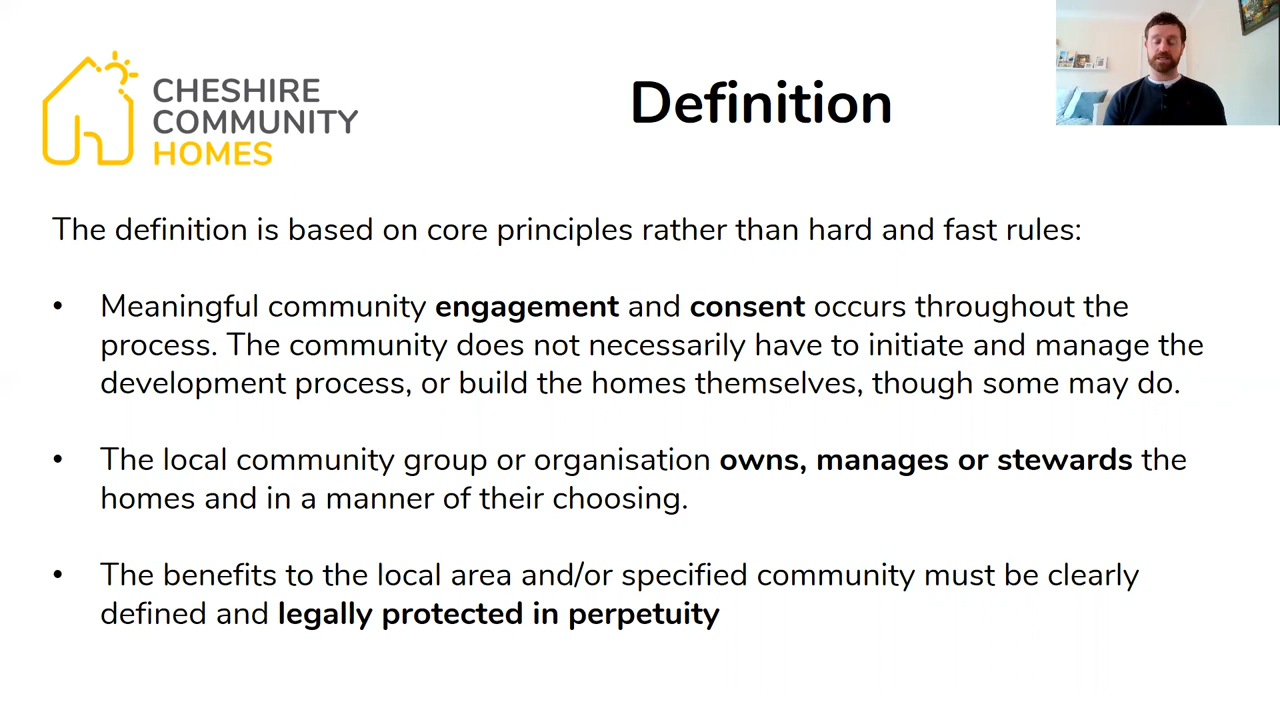 CHESHIRE
COMMUNITY
HOMES
Definition
The definition is based on core principles rather than hard and fast rules:
• Meaningful community engagement and consent occurs throughout the
process. The community does not necessarily have to initiate and manage the
development process, or build the homes themselves, though some may do.
• The local community group or organisation owns, manages or stewards the
homes and in a manner of their choosing.
• The benefits to the local area and/or specified community must be clearly
defined and legally protected in perpetuity